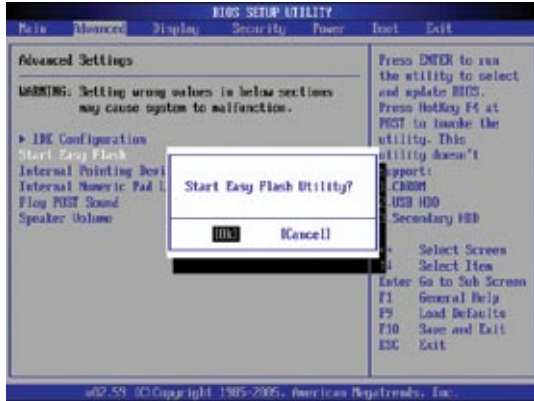 BIOS SETUP UTILITY
Main Advanced Display Security Power Boot Exit
Advanced Settings
WARNING: Setting wrong values in below sections
may cause system to malfunction.
IDE Configuration
Start Easy Flash
Internal Pointing Devi
Internal Numeric Pad L
Play POST Sound
Speaker Volume
Start Easy Flash Utility?
[Ok] [Cancel]
Press ENTER to run
the utility to select
and update BIOS.
Press HotKey F4 at
POST to invoke the
utility. This
utility doesn't
upport:
.CDROM
.USB HDD
.Secondary HDD
Select Screen
Select Item
Enter Go to Sub Screen
F1 General Help
F9 Load Defaults
F10 Save and Exit
ESC Exit
v02.59 (C)Copyright 1985-2005, American Megatrends, Inc.